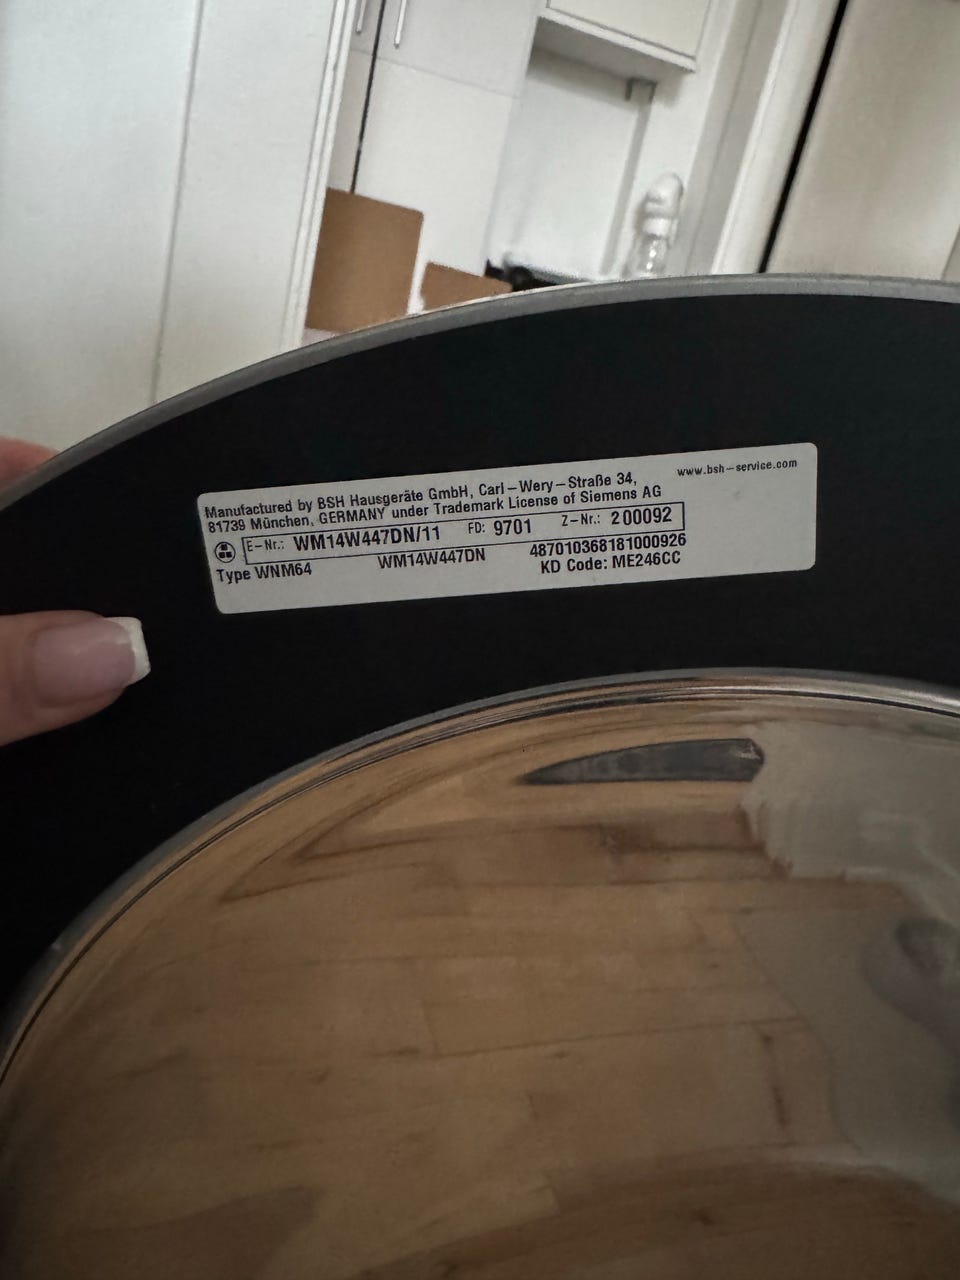 www.bsh-service.com
Manufactured by BSH Hausgeräte GmbH, Carl-Wery-Straße 34,
81739 München, GERMANY under Trademark License of Siemens AG
E-Nr.: WM14W447DN/11 FD: 9701 Z-Nr.: 200092
Type WNM64 WM14W447DN 487010368181000926
KD Code: ME246CC